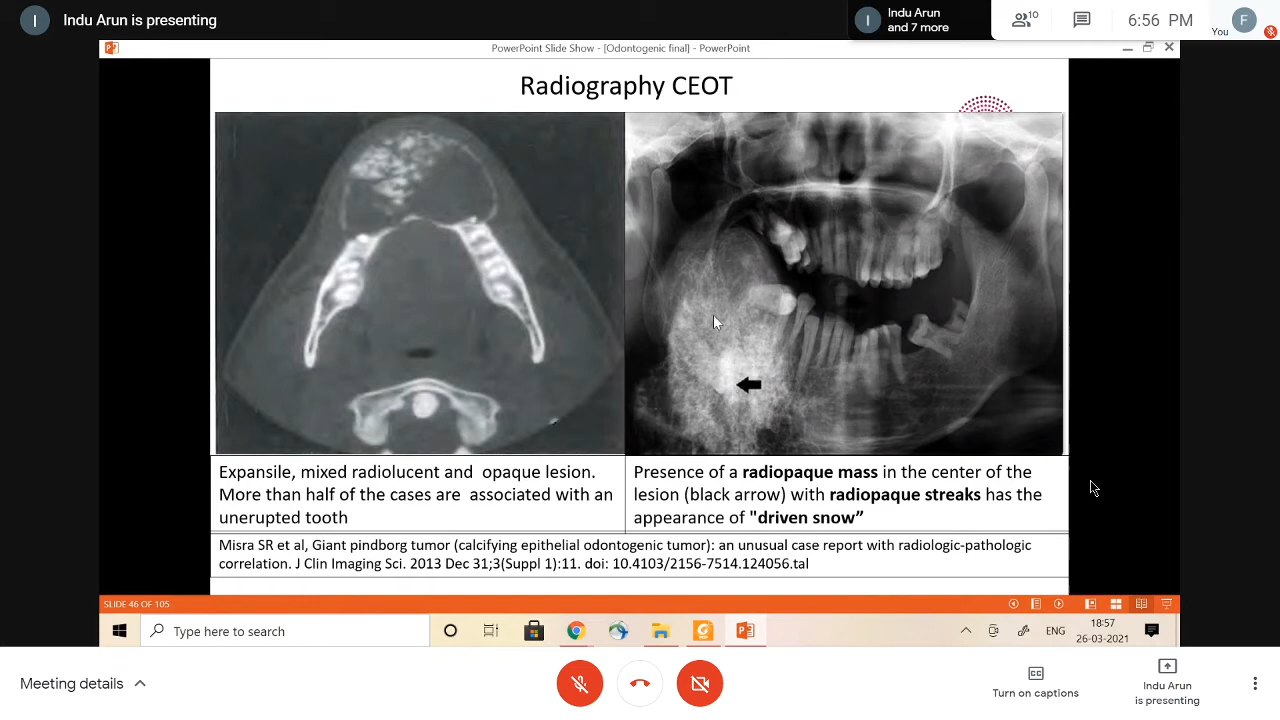 I
Indu Arun is presenting
I
Indu Arun
and 7 more
10
6:56 PM
You
F
PowerPoint Slide Show - [Odontogenic final] - PowerPoint
Radiography CEOT
Expansile, mixed radiolucent and opaque lesion.
More than half of the cases are associated with an
unerupted tooth
Presence of a radiopaque mass in the center of the
lesion (black arrow) with radiopaque streaks has the
appearance of "driven snow”
Misra SR et al, Giant pindborg tumor (calcifying epithelial odontogenic tumor): an unusual case report with radiologic-pathologic
correlation. J Clin Imaging Sci. 2013 Dec 31;3(Suppl 1):11. doi: 10.4103/2156-7514.124056.tal
SLIDE 46 OF 105
Type here to search
ENG
18:57
26-03-2021
Meeting details
CC
Turn on captions
Indu Arun
is presenting